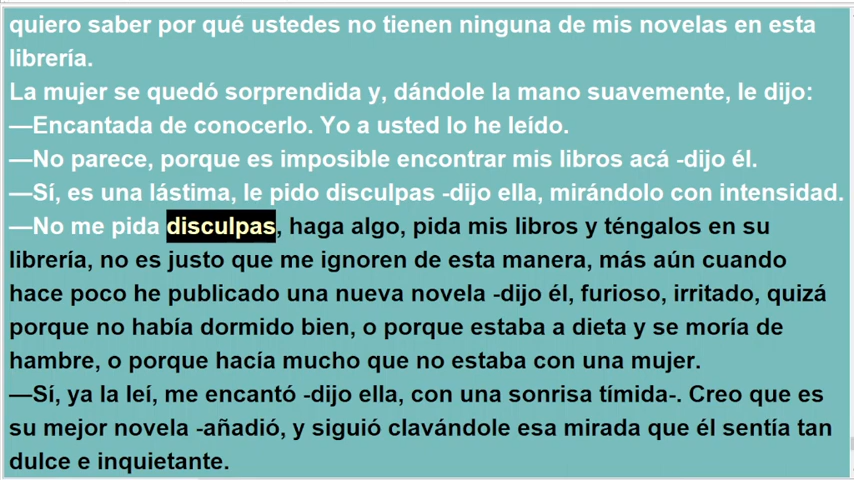 quiero saber por qué ustedes no tienen ninguna de mis novelas en esta
librería.
La mujer se quedó sorprendida y, dándole la mano suavemente, le dijo:
—Encantada de conocerlo. Yo a usted lo he leído.
—No parece, porque es imposible encontrar mis libros acá -dijo él.
—Sí, es una lástima, le pido disculpas -dijo ella, mirándolo con intensidad.
—No me pida disculpas, haga algo, pida mis libros y téngalos en su
librería, no es justo que me ignoren de esta manera, más aún cuando
hace poco he publicado una nueva novela -dijo él, furioso, irritado, quizá
porque no había dormido bien, o porque estaba a dieta y se moría de
hambre, o porque hacía mucho que no estaba con una mujer.
—Sí, ya la leí, me encantó -dijo ella, con una sonrisa tímida-. Creo que es
su mejor novela -añadió, y siguió clavándole esa mirada que él sentía tan
dulce e inquietante.